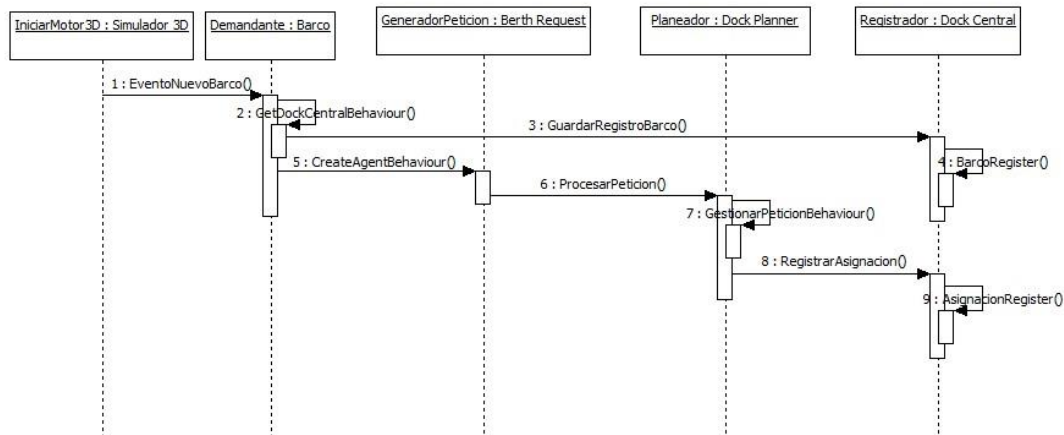 IniciarMotor3D : Simulador 3D
Demandante : Barco
GeneradorPeticion : Berth Request
Planeador : Dock Planner
Registrador : Dock Central
1 : EventoNuevoBarco()
2 : GetDockCentralBehaviour()
3 : GuardarRegistroBarco()
4 : BarcoRegister()
5 : CreateAgentBehaviour()
6 : ProcesarPeticion()
7 : GestionarPeticionBehaviour()
8 : RegistrarAsignacion()
9 : AsignacionRegister()